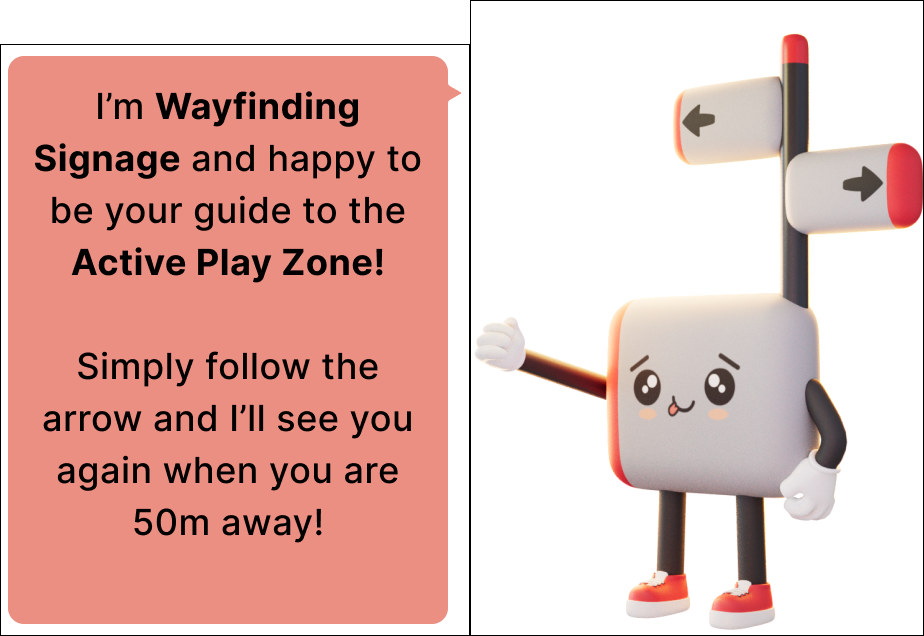 I’m Wayfinding
Signage and happy to
be your guide to the
Active Play Zone!
Simply follow the
arrow and I’ll see you
again when you are
50m away!